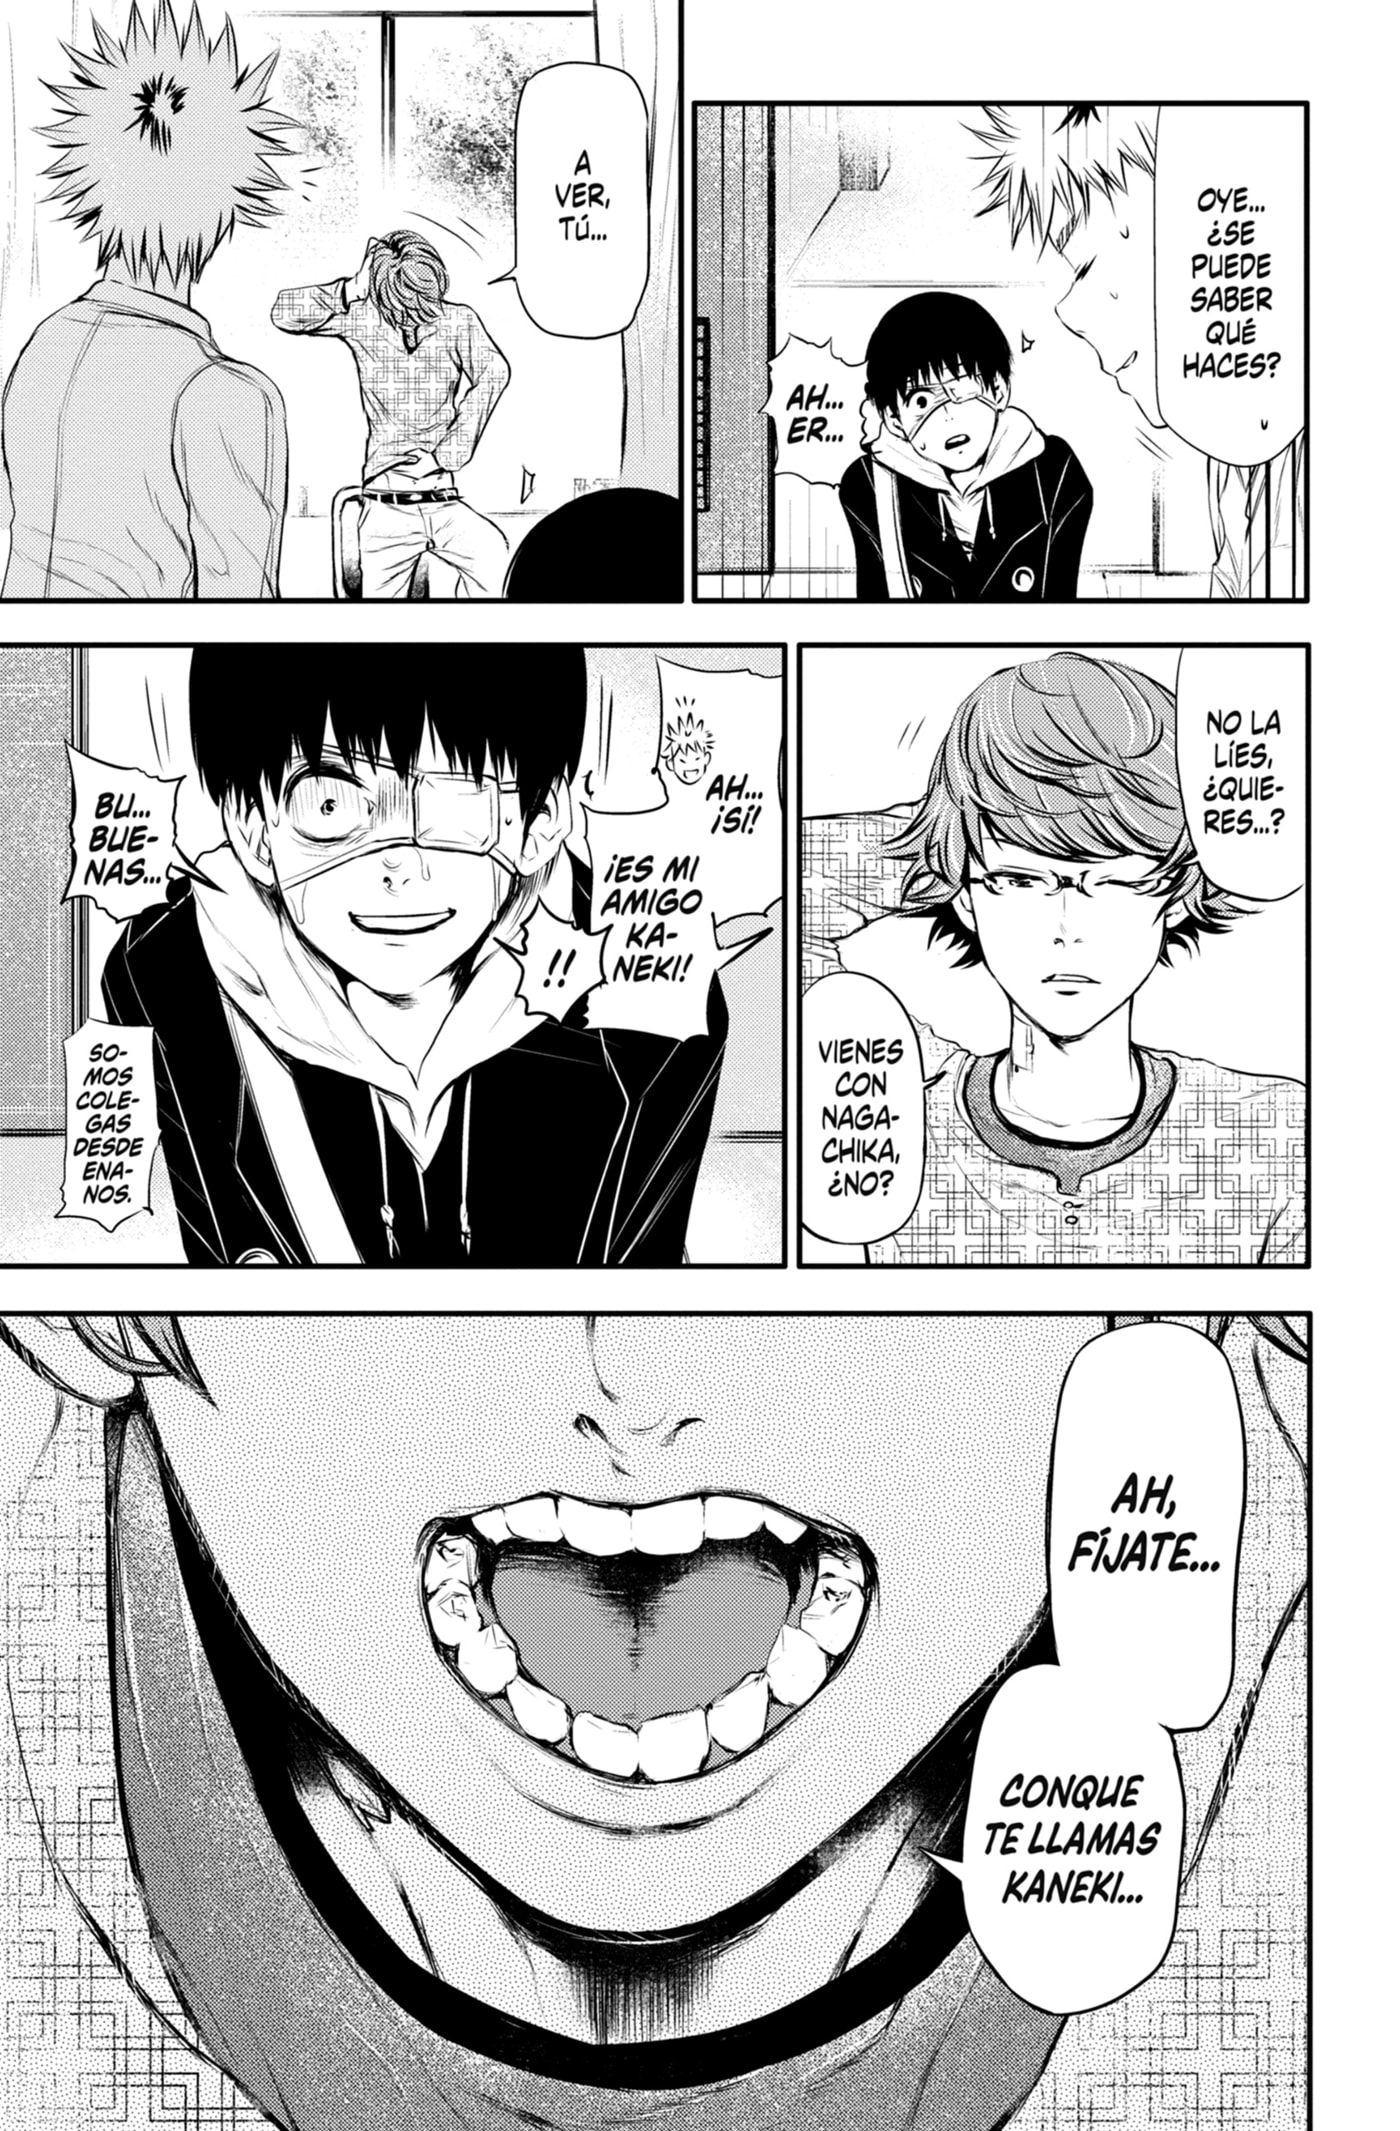 OYE...
¿SE
PUEDE
SABER
QUÉ
HACES?
AH...
ER...
A
VER,
TÚ...
NO LA
LÍES,
¿QUIE-
RES...?
VIENES
CON
NAGA-
CHIKA,
¿NO?
AH...
¡SÍ!
¡ES MI
AMIGO
KA-
NEKI!
!!
BU...
BUE-
NAS...
SO-
MOS
COLE-
GAS
DESDE
ENA-
NOS.
AH,
FÍJATE...
CONQUE
TE LLAMAS
KANEKI...